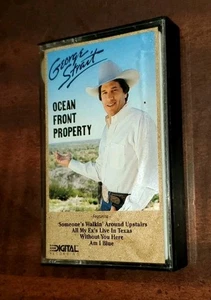 George
Strait
OCEAN
FRONT
PROPERTY
Featuring
Someone's Walkin' Around Upstairs
All My Ex's Live In Texas
Without You Here
Am I Blue
DIGITAL
RECORDING